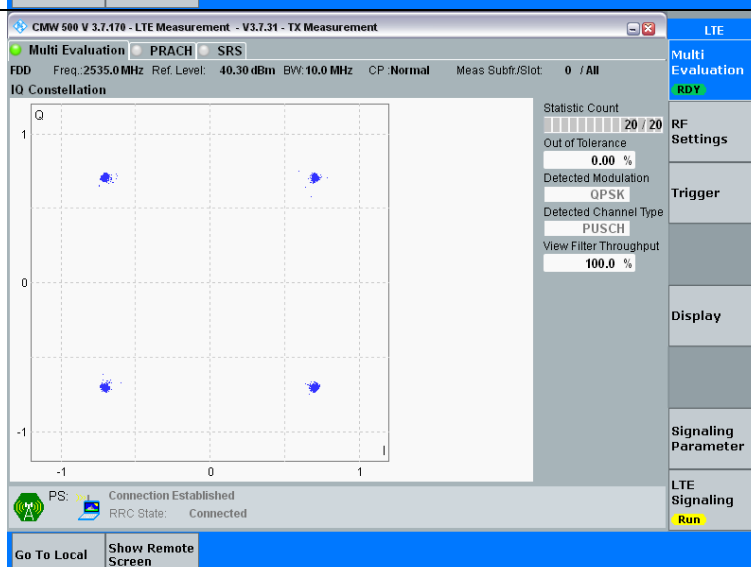 CMW 500 V 3.7.170 - LTE Measurement - V3.7.31 - TX Measurement
LTE
Multi Evaluation PRACH SRS
Multi
Evaluation
RDY
FDD Freq.:2535.0 MHz Ref. Level: 40.30 dBm BW:10.0 MHz CP :Normal Meas Subfr./Slot: 0 / All
IQ Constellation
Q
1
0
-1
-1 0 1
I
Statistic Count
20 / 20
Out of Tolerance
0.00 %
Detected Modulation
QPSK
Detected Channel Type
PUSCH
View Filter Throughput
100.0 %
RF
Settings
Trigger
Display
Signaling
Parameter
LTE
Signaling
Run
PS: Connection Established
RRC State: Connected
Go To Local
Show Remote
Screen